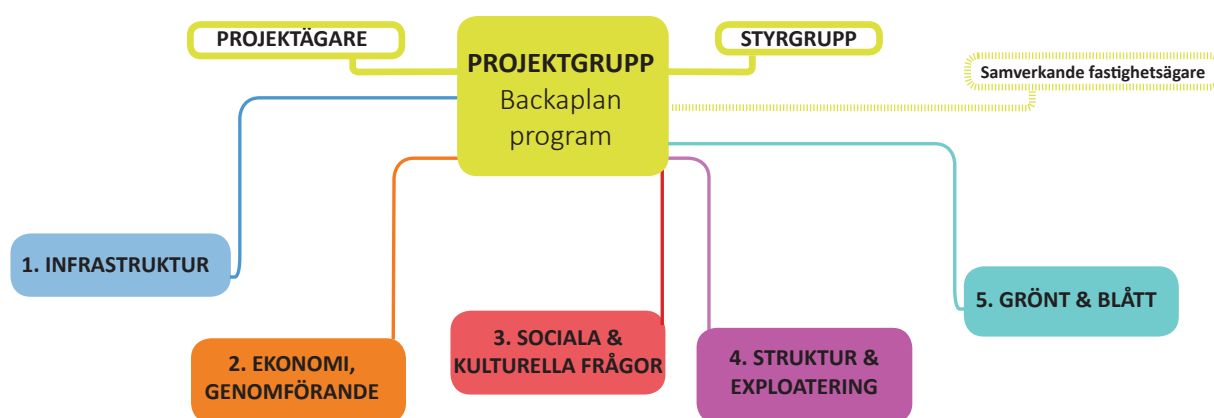 PROJEKTÄGARE
PROJEKTGRUPP
Backaplan
program
STYRGRUPP
Samverkande fastighetsägare
1. INFRASTRUKTUR
2. EKONOMI,
GENOMFÖRANDE
3. SOCIALA &
KULTURELLA FRÅGOR
4. STRUKTUR &
EXPLOATERING
5. GRÖNT & BLÅTT